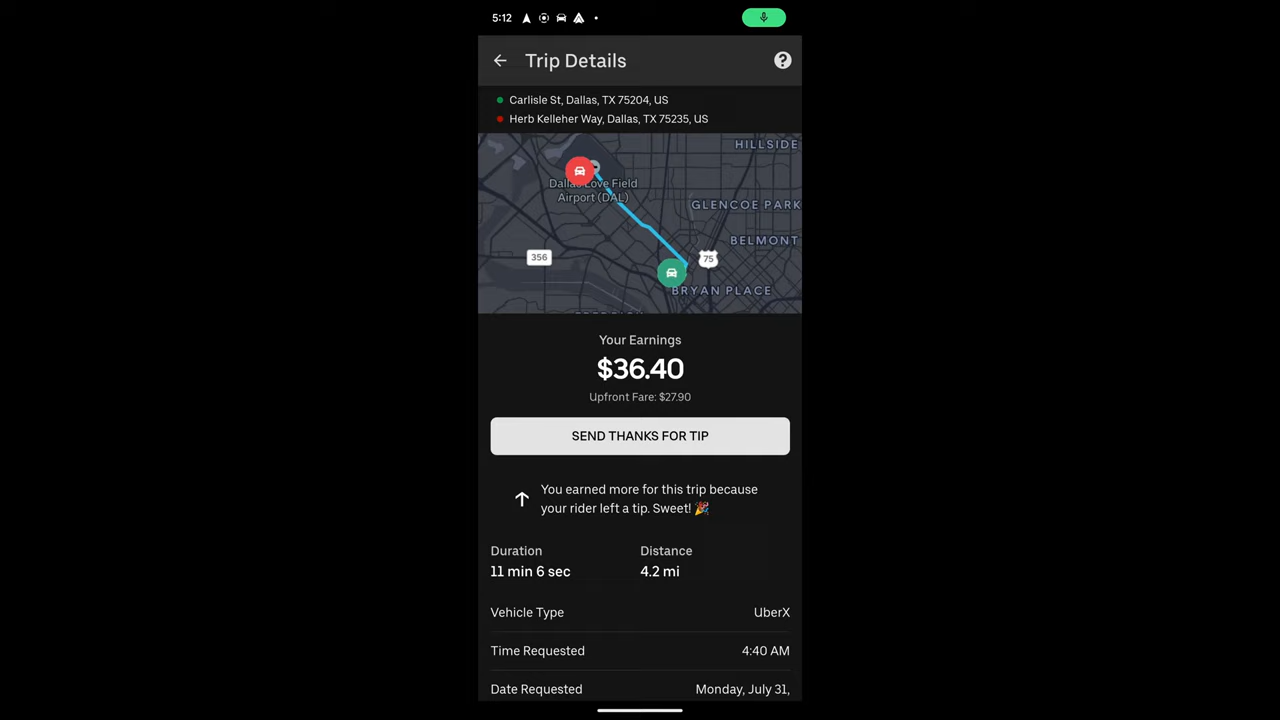 5:12
Trip Details
Carlisle St, Dallas, TX 75204, US
Herb Kelleher Way, Dallas, TX 75235, US
HILLSIDE
Dallas Love Field
Airport (DAL)
GLENCOE PARK
BELMONT
356
75
BRYAN PLACE
Your Earnings
$36.40
Upfront Fare: $27.90
SEND THANKS FOR TIP
You earned more for this trip because
your rider left a tip. Sweet! 🎉
Duration
Distance
11 min 6 sec
4.2 mi
Vehicle Type
UberX
Time Requested
4:40 AM
Date Requested
Monday, July 31,